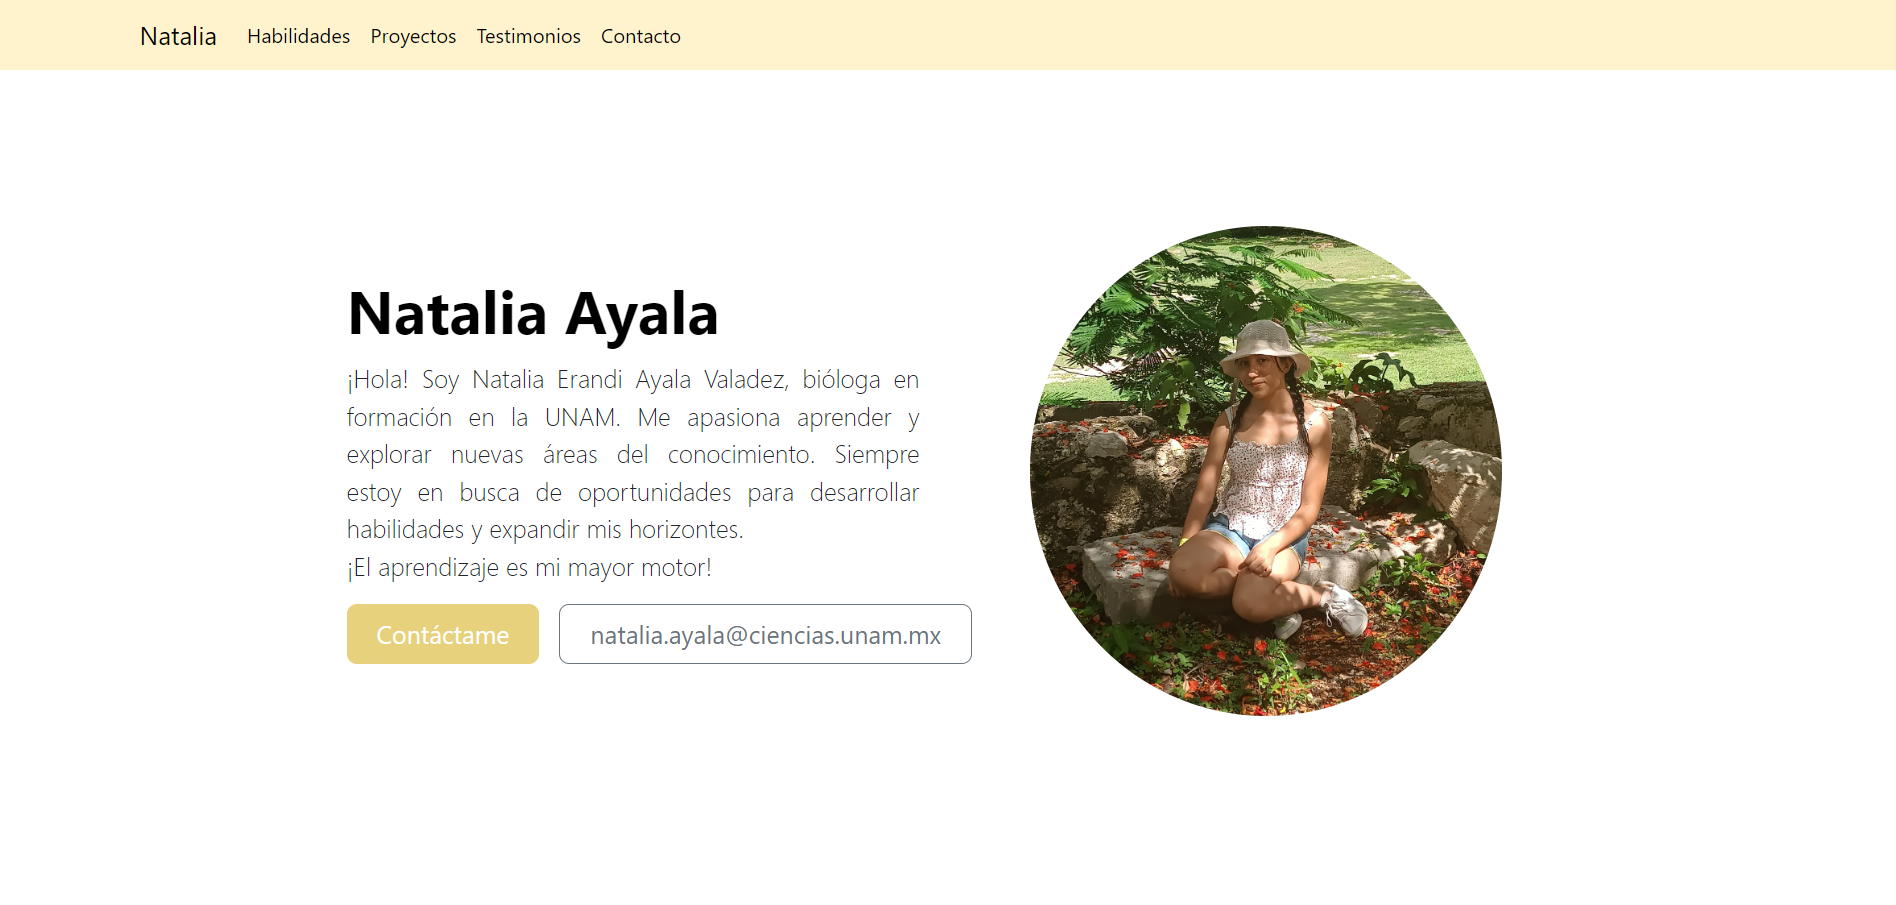 Natalia Habilidades Proyectos Testimonios Contacto
Natalia Ayala
¡Hola! Soy Natalia Erandi Ayala Valadez, bióloga en
formación en la UNAM. Me apasiona aprender y
explorar nuevas áreas del conocimiento. Siempre
estoy en busca de oportunidades para desarrollar
habilidades y expandir mis horizontes.
¡El aprendizaje es mi mayor motor!
Contáctame natalia.ayala@ciencias.unam.mx